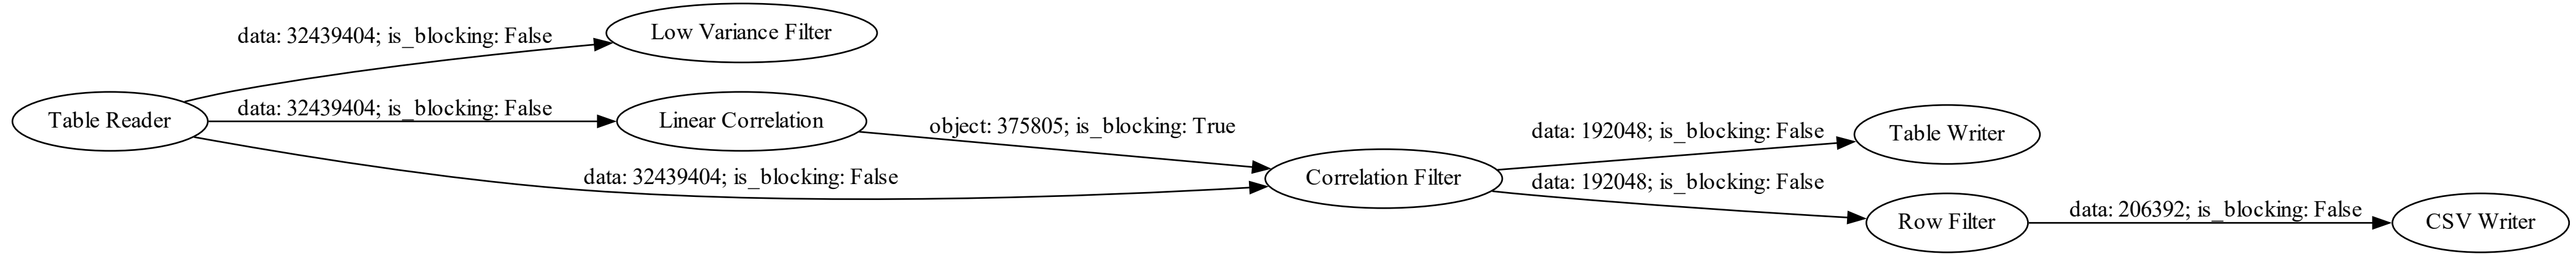 Low Variance Filter
data: 32439404; is_blocking: False
data: 32439404; is_blocking: False
Table Reader
Linear Correlation
object: 375805; is_blocking: True
data: 32439404; is_blocking: False
Correlation Filter
data: 192048; is_blocking: False
Table Writer
data: 192048; is_blocking: False
Row Filter
data: 206392; is_blocking: False
CSV Writer